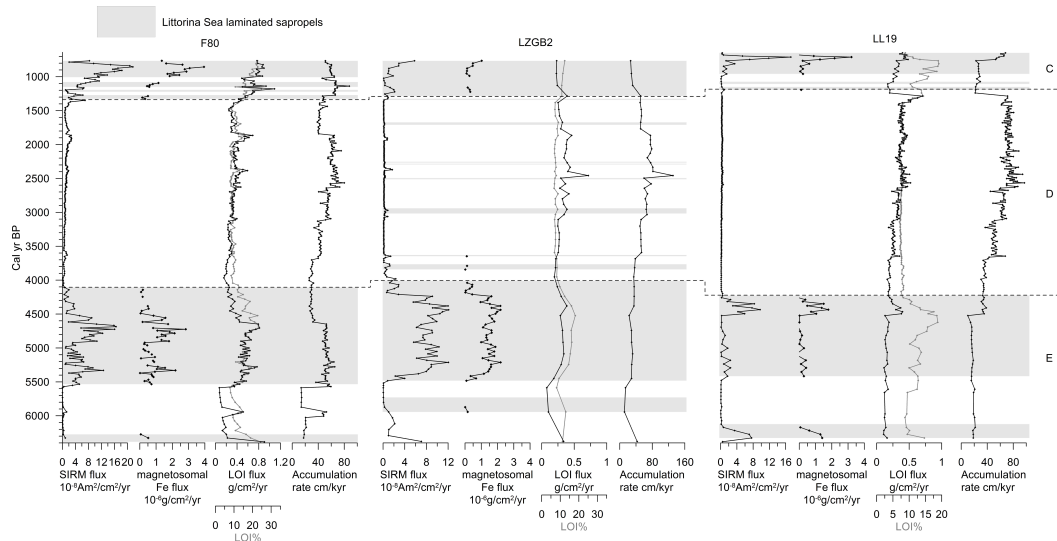 Littorina Sea laminated sapropels
F80
LZGB2
LL19
Cal yr BP
1000
1500
2000
2500
3000
3500
4000
4500
5000
5500
6000
C
D
E
0 4 8 12 16 20
SIRM flux
10⁻⁸Am²/cm²/yr
0 1 2 3 4
magnetosomal
Fe flux
10⁻⁶g/cm²/yr
0 0.4 0.8 1.2
LOI flux
g/cm²/yr
0 10 20 30
LOI%
0 40 80
Accumulation
rate cm/kyr
0 4 8 12
SIRM flux
10⁻⁸Am²/cm²/yr
0 1 2 3 4
magnetosomal
Fe flux
10⁻⁶g/cm²/yr
0 0.5 1
LOI flux
g/cm²/yr
0 10 20 30
LOI%
0 80 160
Accumulation
rate cm/kyr
0 4 8 12 16
SIRM flux
10⁻⁸Am²/cm²/yr
0 1 2 3 4
magnetosomal
Fe flux
10⁻⁶g/cm²/yr
0 0.5 1
LOI flux
g/cm²/yr
0 5 10 15 20
LOI%
0 40 80
Accumulation
rate cm/kyr